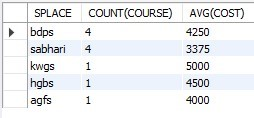 SPLACE COUNT(COURSE) AVG(COST)
bdps 4 4250
sabhari 4 3375
kwgs 1 5000
hgbs 1 4500
agfs 1 4000